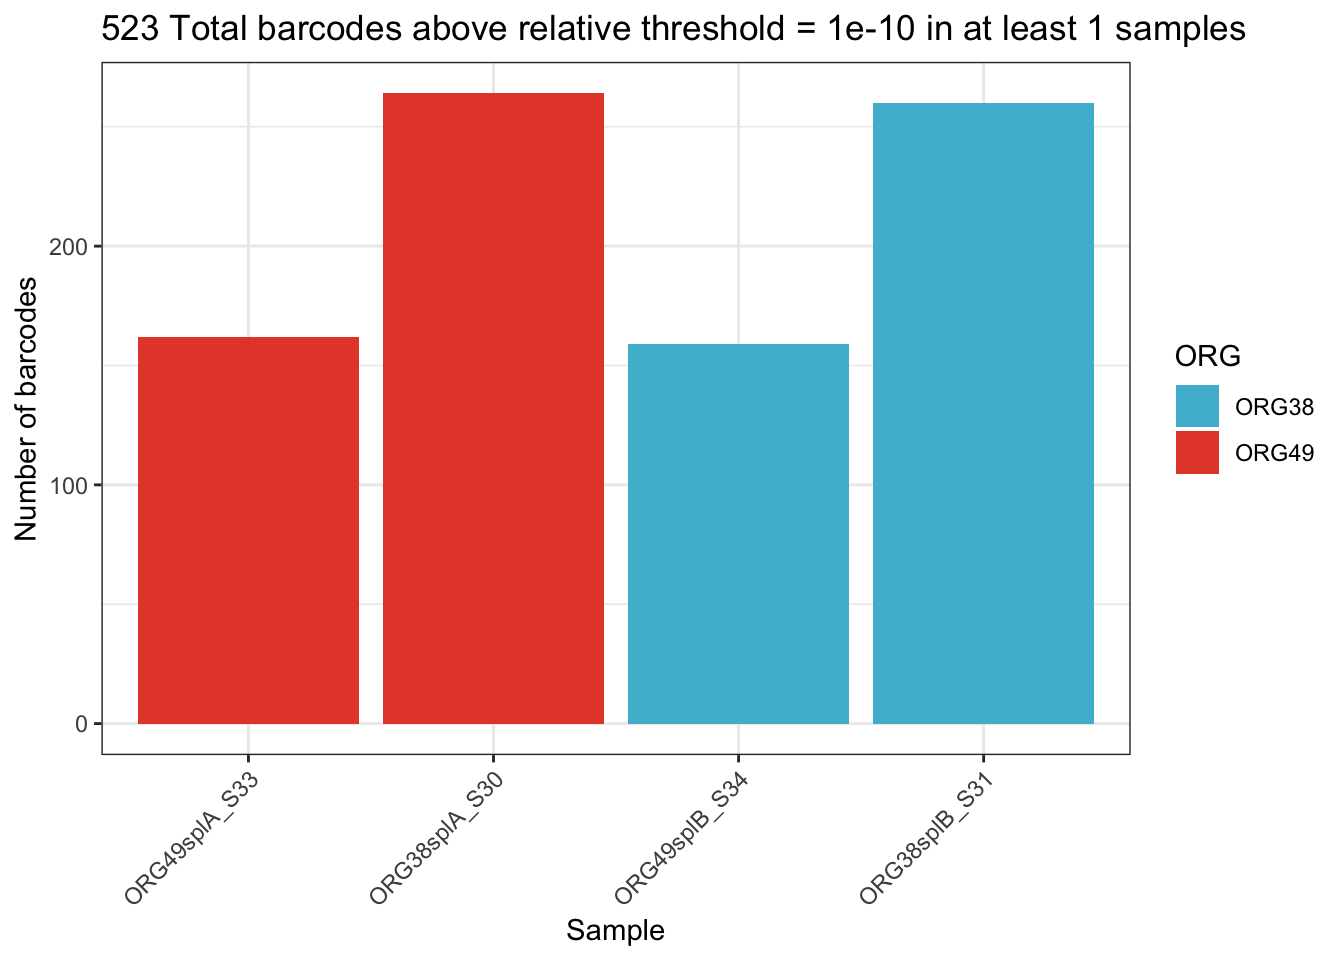 523 Total barcodes above relative threshold = 1e-10 in at least 1 samples
Number of barcodes
200
100
0
ORG49splA_S33
ORG38splA_S30
ORG49splB_S34
ORG38splB_S31
Sample
ORG
ORG38
ORG49